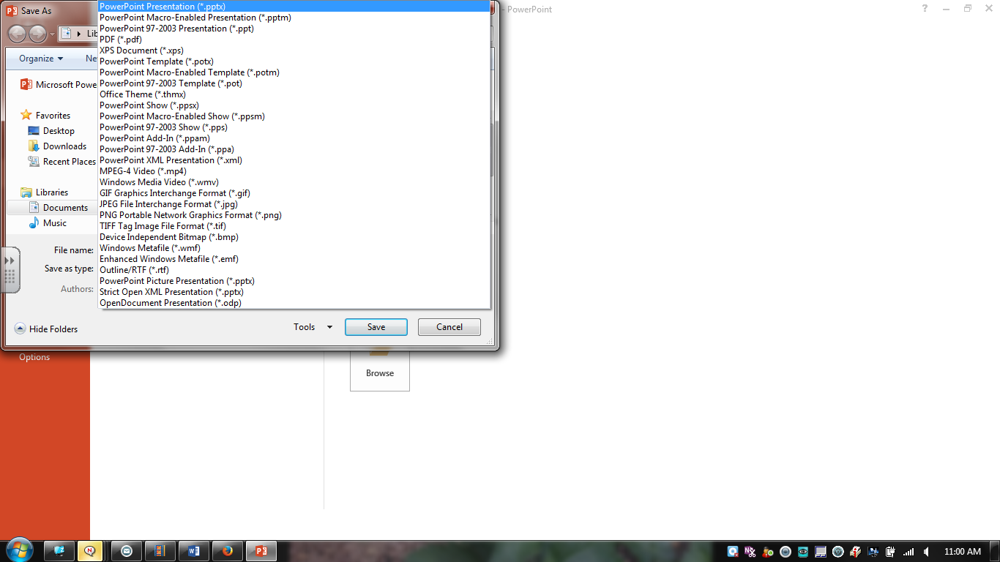 Save As
- PowerPoint
Lib
Organize
Ne
Microsoft Powe
Favorites
Desktop
Downloads
Recent Places
Libraries
Documents
Music
File name:
Save as type:
Authors:
PowerPoint Presentation (*.pptx)
PowerPoint Macro-Enabled Presentation (*.pptm)
PowerPoint 97-2003 Presentation (*.ppt)
PDF (*.pdf)
XPS Document (*.xps)
PowerPoint Template (*.potx)
PowerPoint Macro-Enabled Template (*.potm)
PowerPoint 97-2003 Template (*.pot)
Office Theme (*.thmx)
PowerPoint Show (*.ppsx)
PowerPoint Macro-Enabled Show (*.ppsm)
PowerPoint 97-2003 Show (*.pps)
PowerPoint Add-In (*.ppam)
PowerPoint 97-2003 Add-In (*.ppa)
PowerPoint XML Presentation (*.xml)
MPEG-4 Video (*.mp4)
Windows Media Video (*.wmv)
GIF Graphics Interchange Format (*.gif)
JPEG File Interchange Format (*.jpg)
PNG Portable Network Graphics Format (*.png)
TIFF Tag Image File Format (*.tif)
Device Independent Bitmap (*.bmp)
Windows Metafile (*.wmf)
Enhanced Windows Metafile (*.emf)
Outline/RTF (*.rtf)
PowerPoint Picture Presentation (*.pptx)
Strict Open XML Presentation (*.pptx)
OpenDocument Presentation (*.odp)
Hide Folders
Tools
Save
Cancel
Options
Browse
11:00 AM